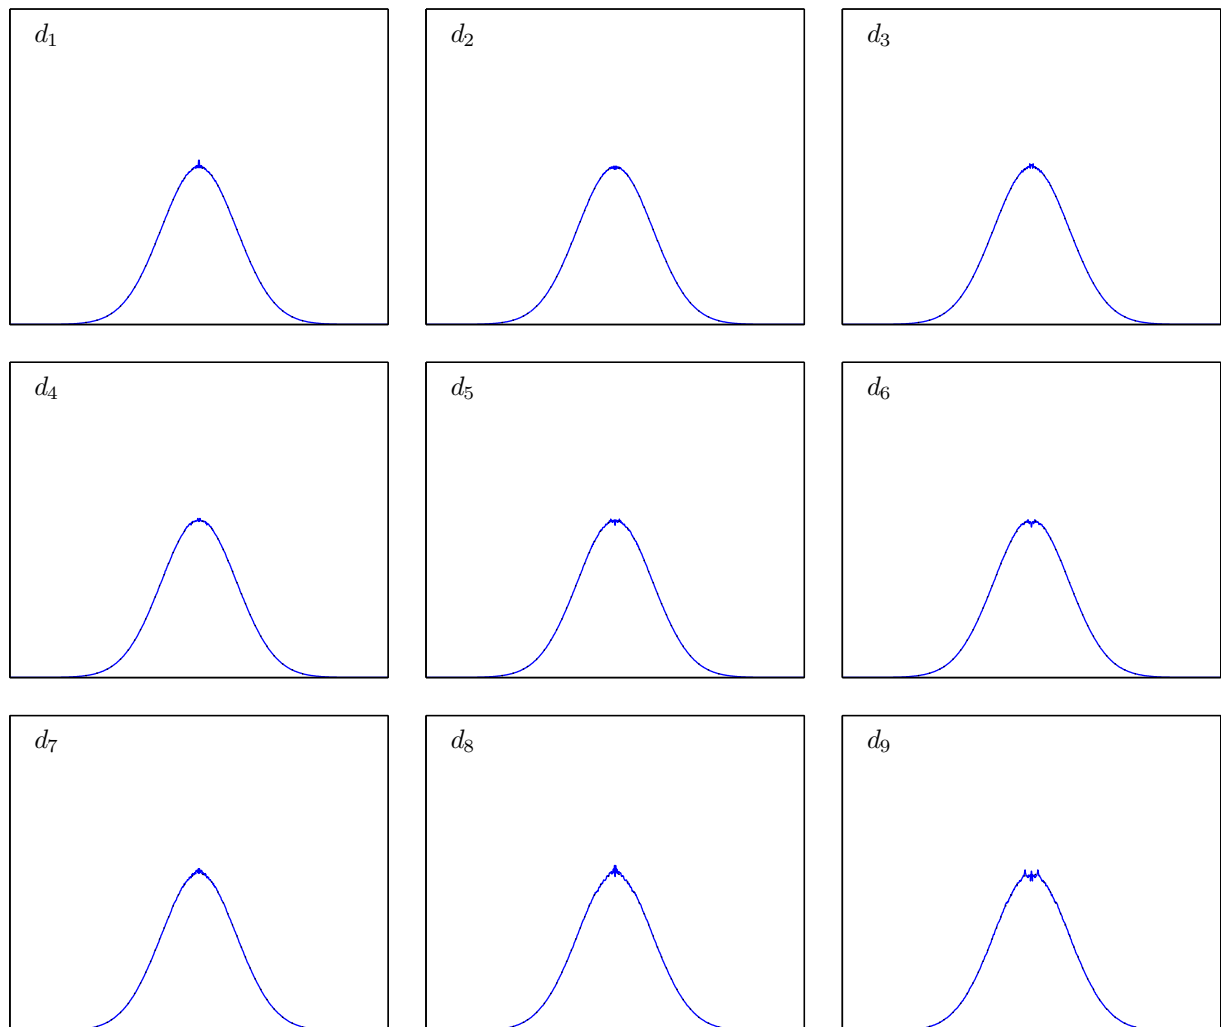 d₁ d₂ d₃
d₄ d₅ d₆
d₇ d₈ d₉